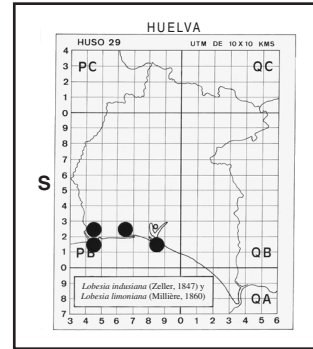 HUELVA
HUSO 29 UTM DE 10 X 10 KMS
PC QC
4
3
2
1
0
9
8
7
6
5
4
3
2
1
0
9
8
7
S
PB QB
QA
Lobesia indusiana (Zeller, 1847) y
Lobesia limoniana (Millière, 1860)
3 4 5 6 7 8 9 0 1 2 3 4 5 6